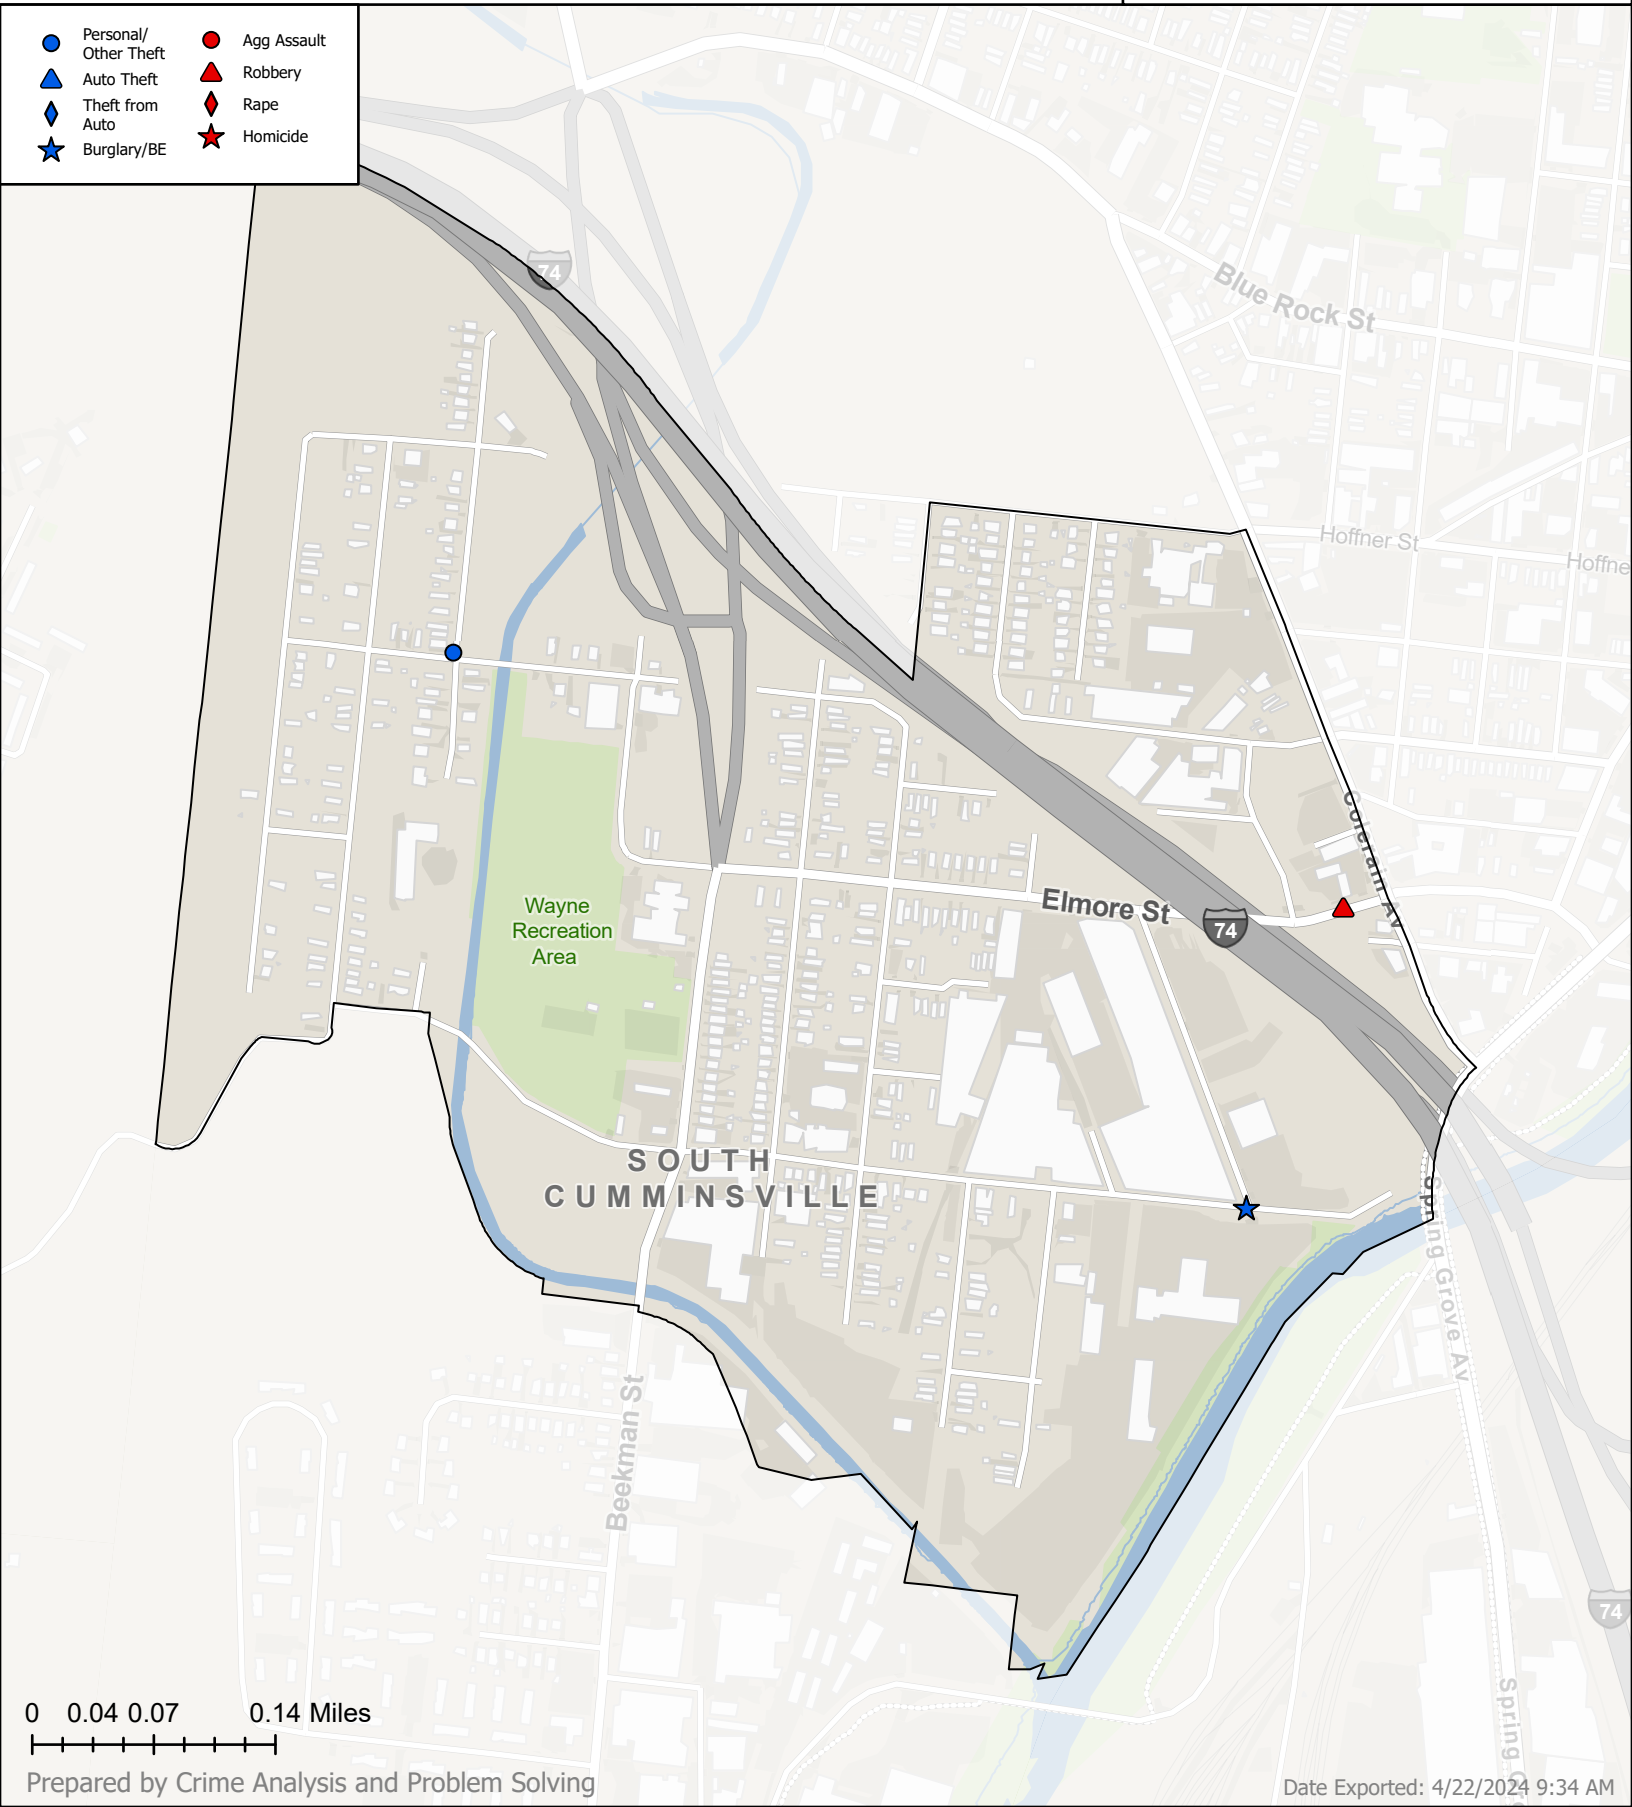 Personal/
Other Theft
Auto Theft
Theft from
Auto
Burglary/BE
Agg Assault
Robbery
Rape
Homicide
74
Blue Rock St
Hoffner St
Hoffne
Colerain Av
Wayne
Recreation
Area
Elmore St
74
SOUTH
CUMMINSVILLE
Spring Grove Av
Beekman St
74
Spring
0 0.04 0.07 0.14 Miles
Prepared by Crime Analysis and Problem Solving
Date Exported: 4/22/2024 9:34 AM